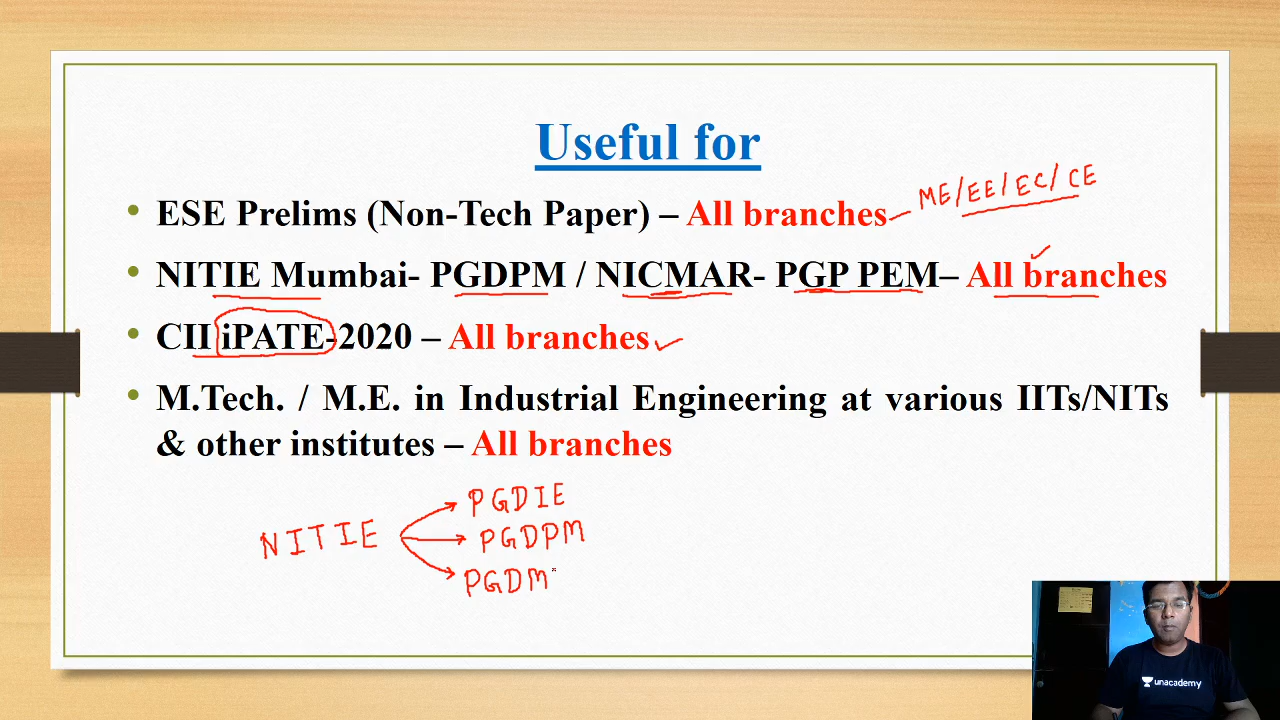 Useful for
ME/EE/EC/CE
• ESE Prelims (Non-Tech Paper) – All branches
• NITIE Mumbai- PGDPM / NICMAR- PGP PEM– All branches
• CII iPATE-2020 – All branches
• M.Tech. / M.E. in Industrial Engineering at various IITs/NITs
& other institutes – All branches
PGDIE
NITIE
PGDPM
PGDM
unacademy